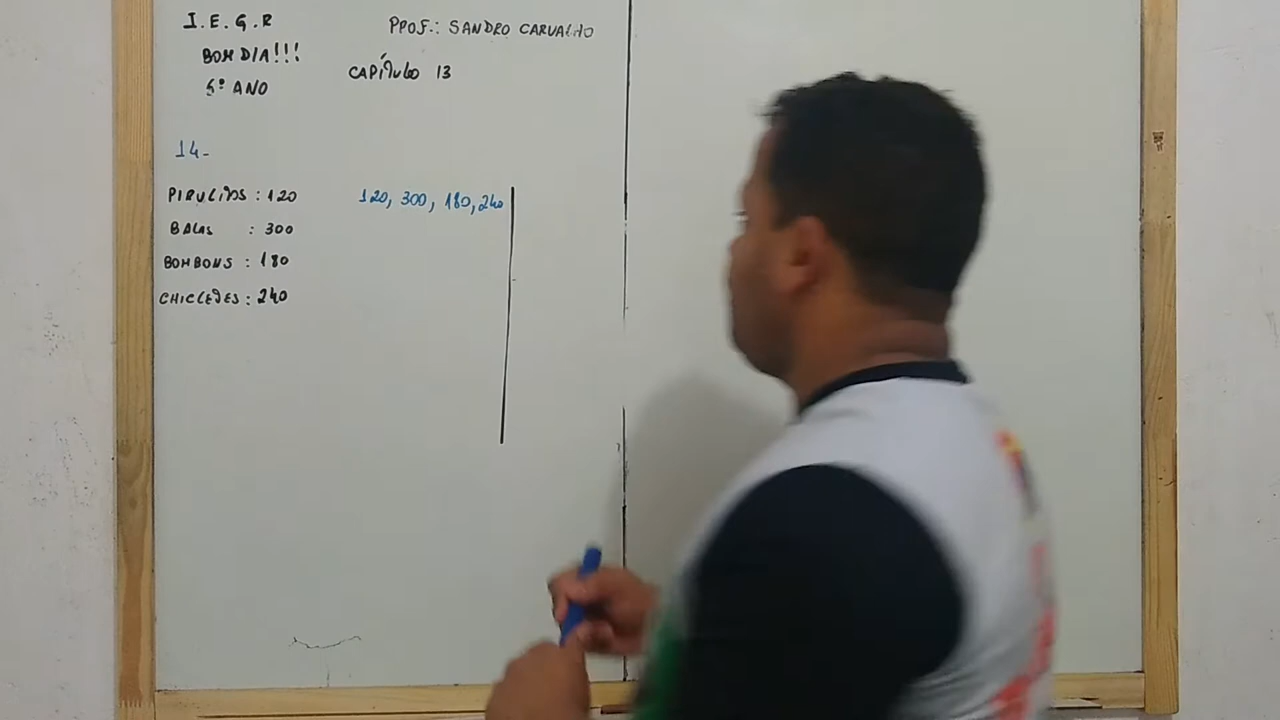 I.E.G.R
PROF.: SANDRO CARVALHO
BOM DIA!!!
CAPÍTULO 13
6º ANO
14-
PIRULITOS : 120
120, 300, 180, 240
BALAS : 300
BOMBONS : 180
CHICLETES : 240